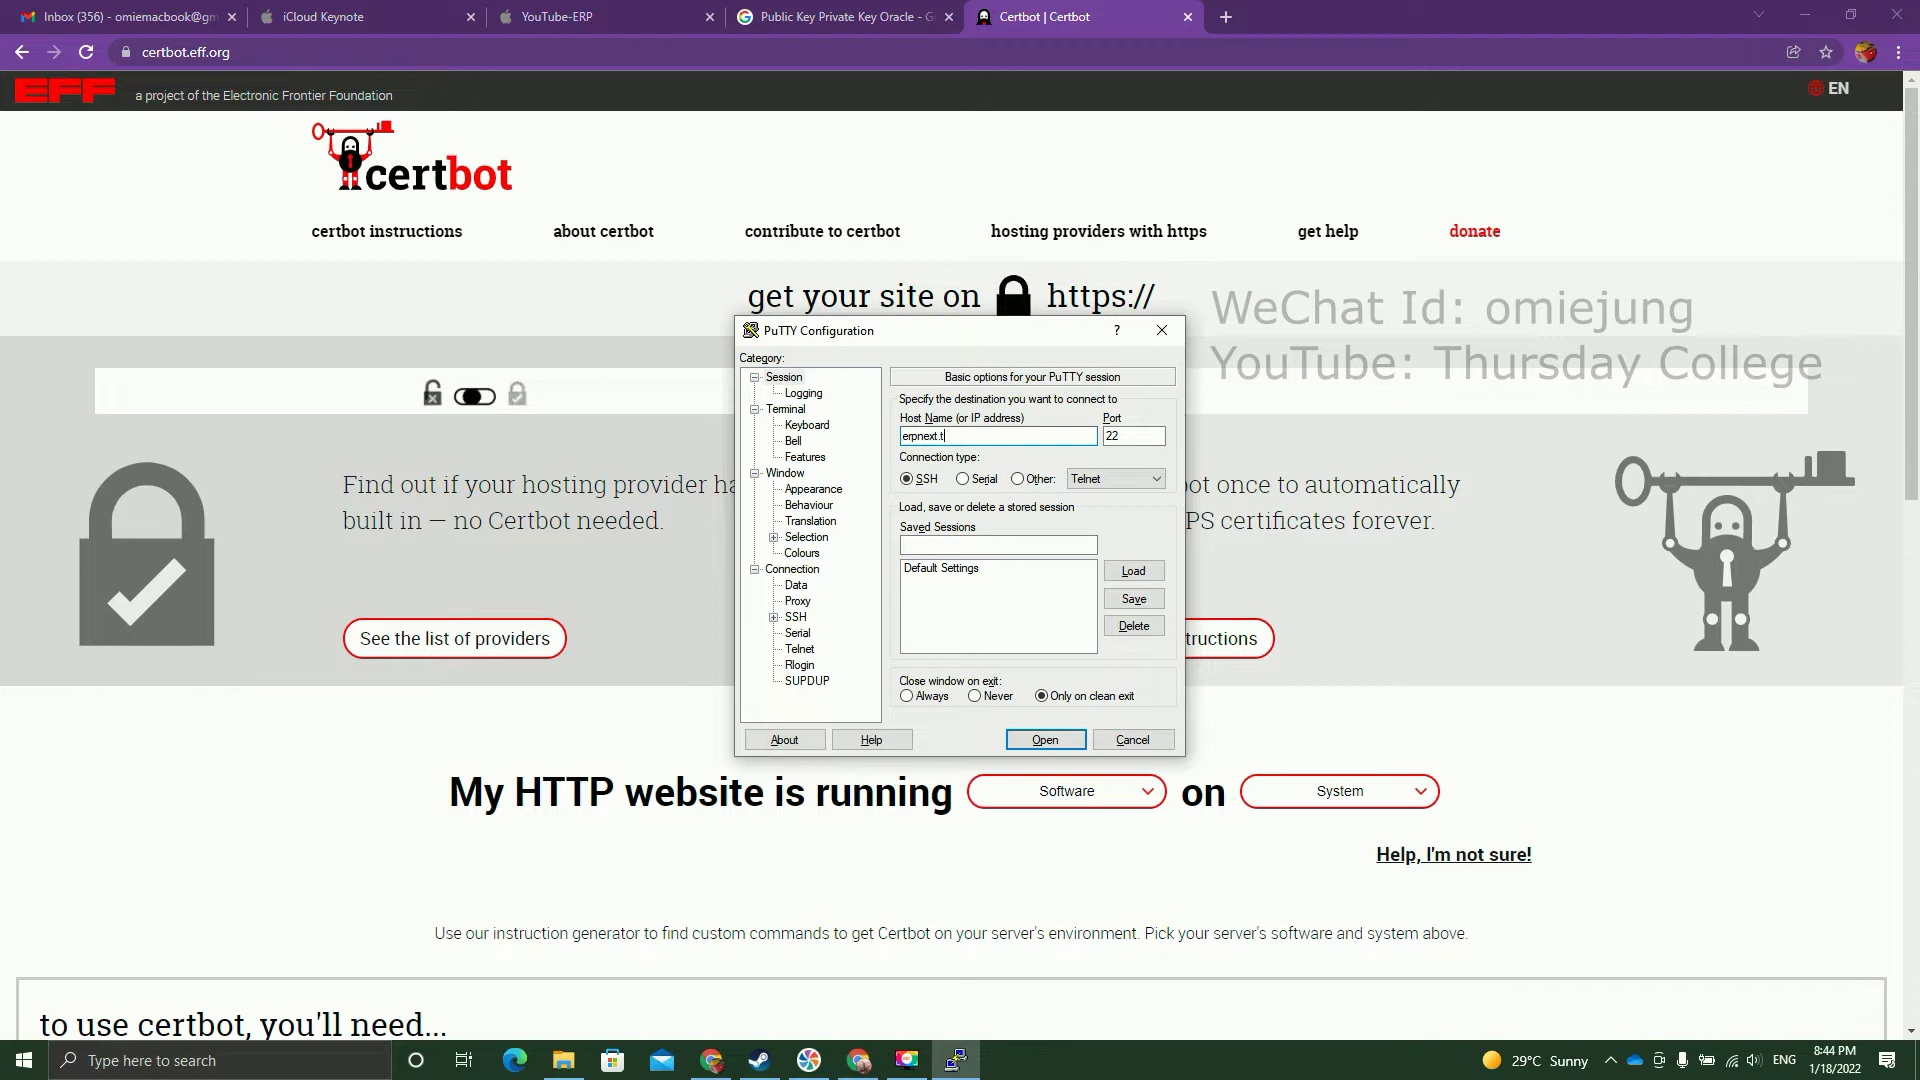 Inbox (356) - omiemacbook@gm
iCloud Keynote
YouTube-ERP
Public Key Private Key Oracle - G
Certbot | Certbot
certbot.eff.org
EFF
a project of the Electronic Frontier Foundation
EN
certbot
certbot instructions
about certbot
contribute to certbot
hosting providers with https
get help
donate
get your site on
https://
WeChat Id: omiejung
YouTube: Thursday College
Find out if your hosting provider ha
built in — no Certbot needed.
See the list of providers
bot once to automatically
PS certificates forever.
tructions
PuTTY Configuration
?
Category:
Session
Logging
Terminal
Keyboard
Bell
Features
Window
Appearance
Behaviour
Translation
Selection
Colours
Connection
Data
Proxy
SSH
Serial
Telnet
Rlogin
SUPDUP
Basic options for your PuTTY session
Specify the destination you want to connect to
Host Name (or IP address)
Port
erpnext.t
22
Connection type:
SSH
Serial
Other:
Telnet
Load, save or delete a stored session
Saved Sessions
Default Settings
Load
Save
Delete
Close window on exit:
Always
Never
Only on clean exit
About
Help
Open
Cancel
My HTTP website is running
Software
on
System
Help, I'm not sure!
Use our instruction generator to find custom commands to get Certbot on your server's environment. Pick your server's software and system above.
to use certbot, you'll need...
Type here to search
29°C Sunny
ENG
8:44 PM
1/18/2022